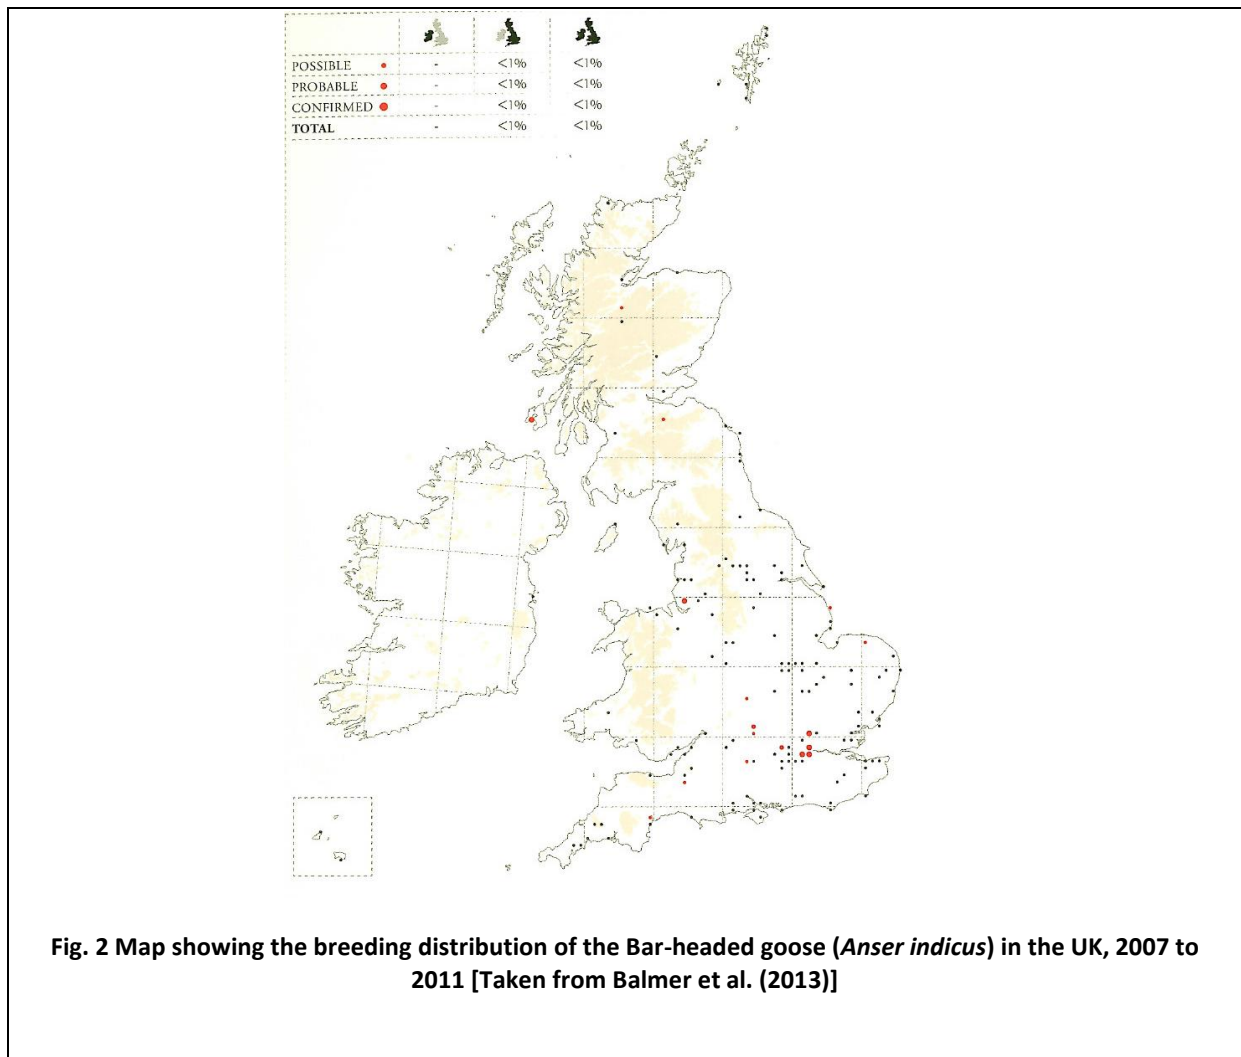 POSSIBLE - <1% <1%
PROBABLE - <1% <1%
CONFIRMED - <1% <1%
TOTAL - <1% <1%
Fig. 2 Map showing the breeding distribution of the Bar-headed goose (Anser indicus) in the UK, 2007 to
2011 [Taken from Balmer et al. (2013)]